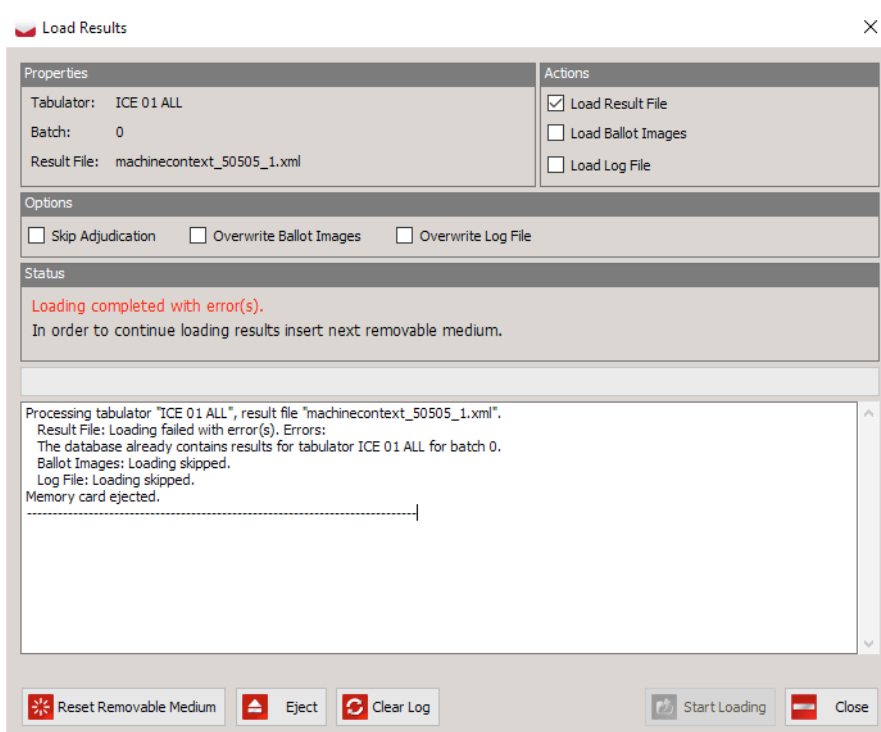 Load Results
Properties
Tabulator: ICE 01 ALL
Batch: 0
Result File: machinecontext_50505_1.xml
Actions
Load Result File
Load Ballot Images
Load Log File
Options
Skip Adjudication Overwrite Ballot Images Overwrite Log File
Status
Loading completed with error(s).
In order to continue loading results insert next removable medium.
Processing tabulator "ICE 01 ALL", result file "machinecontext_50505_1.xml".
Result File: Loading failed with error(s). Errors:
The database already contains results for tabulator ICE 01 ALL for batch 0.
Ballot Images: Loading skipped.
Log File: Loading skipped.
Memory card ejected.
------------------------------------------------------------------------------
Reset Removable Medium Eject Clear Log Start Loading Close